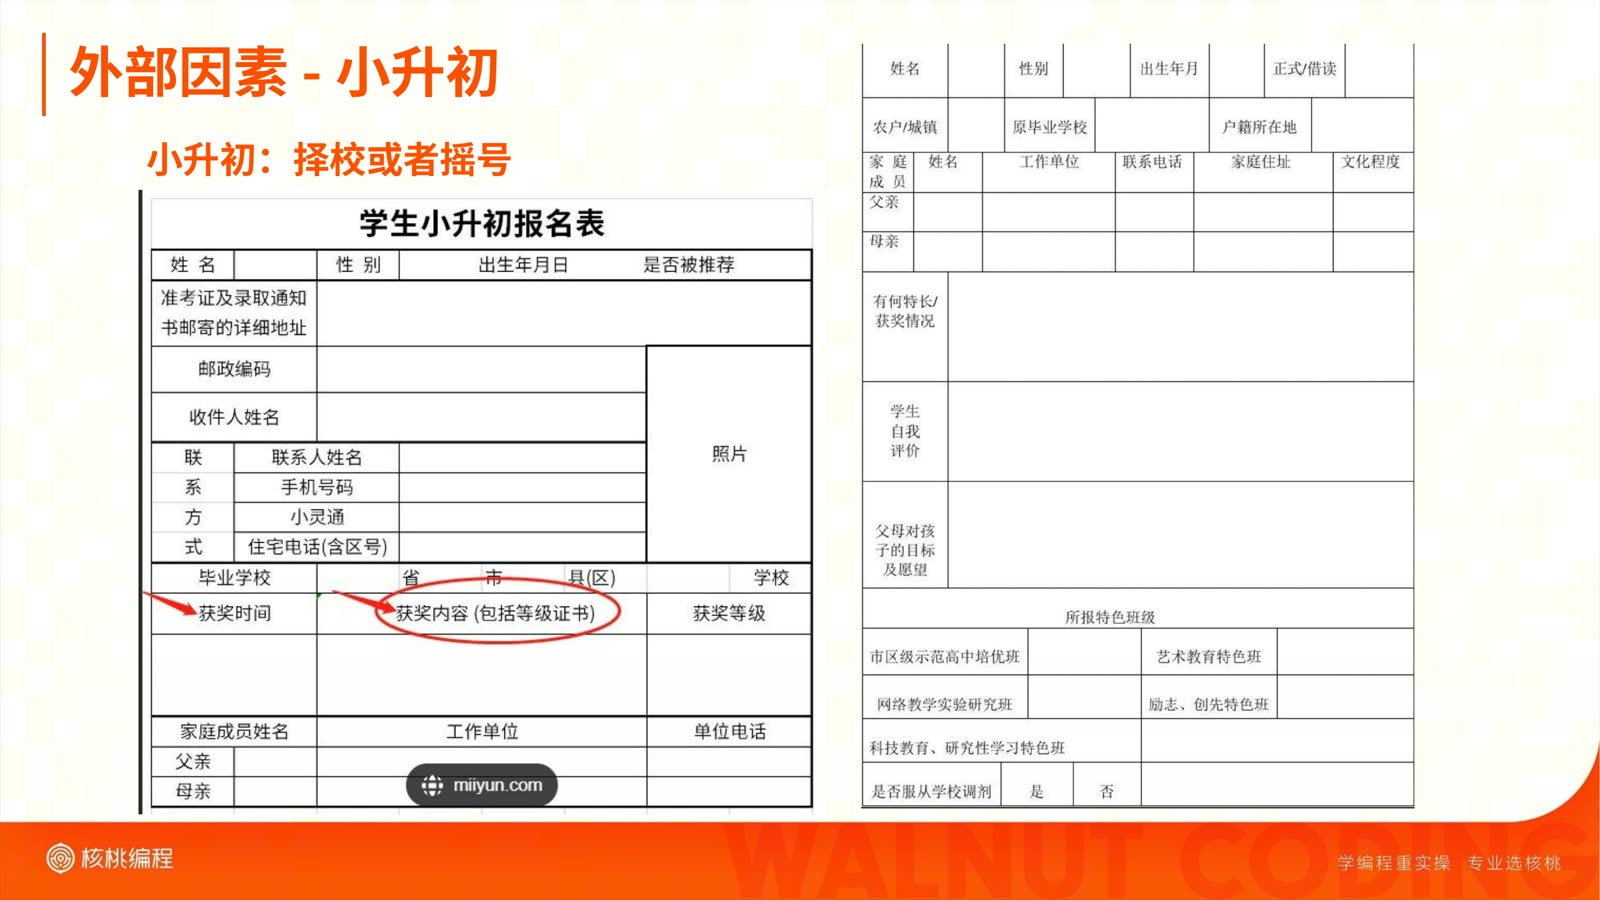 外部因素 - 小升初
小升初：择校或者摇号
学生小升初报名表
姓 名 性 别 出生年月日 是否被推荐
准考证及录取通知
书邮寄的详细地址
邮政编码
收件人姓名
照片
联 联系人姓名
系 手机号码
方 小灵通
式 住宅电话(含区号)
毕业学校 省 市 县(区) 学校
获奖时间 获奖内容 (包括等级证书) 获奖等级
家庭成员姓名 工作单位 单位电话
父亲
母亲
miiyun.com
姓名 性别 出生年月 正式/借读
农户/城镇 原毕业学校 户籍所在地
家 庭 姓名 工作单位 联系电话 家庭住址 文化程度
成 员
父亲
母亲
有何特长/
获奖情况
学生
自我
评价
父母对孩
子的目标
及愿望
所报特色班级
市区级示范高中培优班 艺术教育特色班
网络教学实验研究班 励志、创先特色班
科技教育、研究性学习特色班
是否服从学校调剂 是 否
核桃编程
WALNUT CODING
学编程重实操 专业选核桃